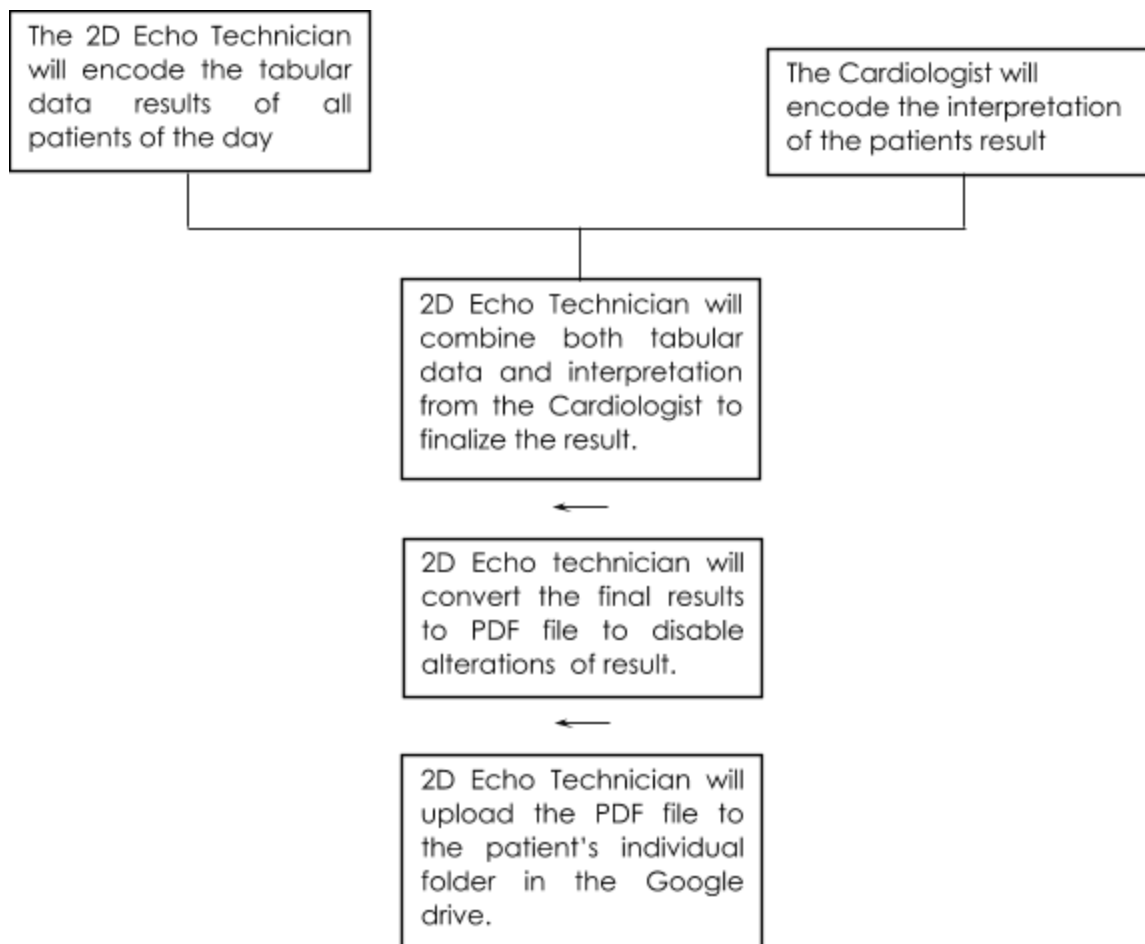 The 2D Echo Technician
will encode the tabular
data results of all
patients of the day
The Cardiologist will
encode the interpretation
of the patients result
2D Echo Technician will
combine both tabular
data and interpretation
from the Cardiologist to
finalize the result.
2D Echo technician will
convert the final results
to PDF file to disable
alterations of result.
2D Echo Technician will
upload the PDF file to
the patient’s individual
folder in the Google
drive.